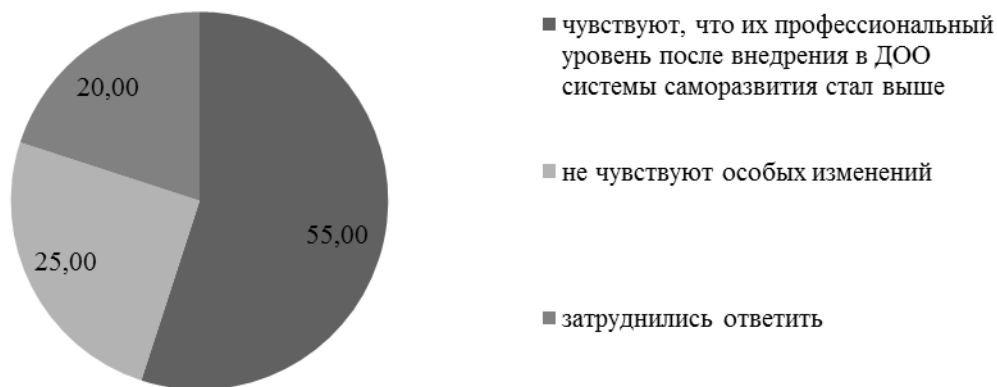 20,00
25,00
55,00
чувствуют, что их профессиональный
уровень после внедрения в ДОО
системы саморазвития стал выше
не чувствуют особых изменений
затруднились ответить